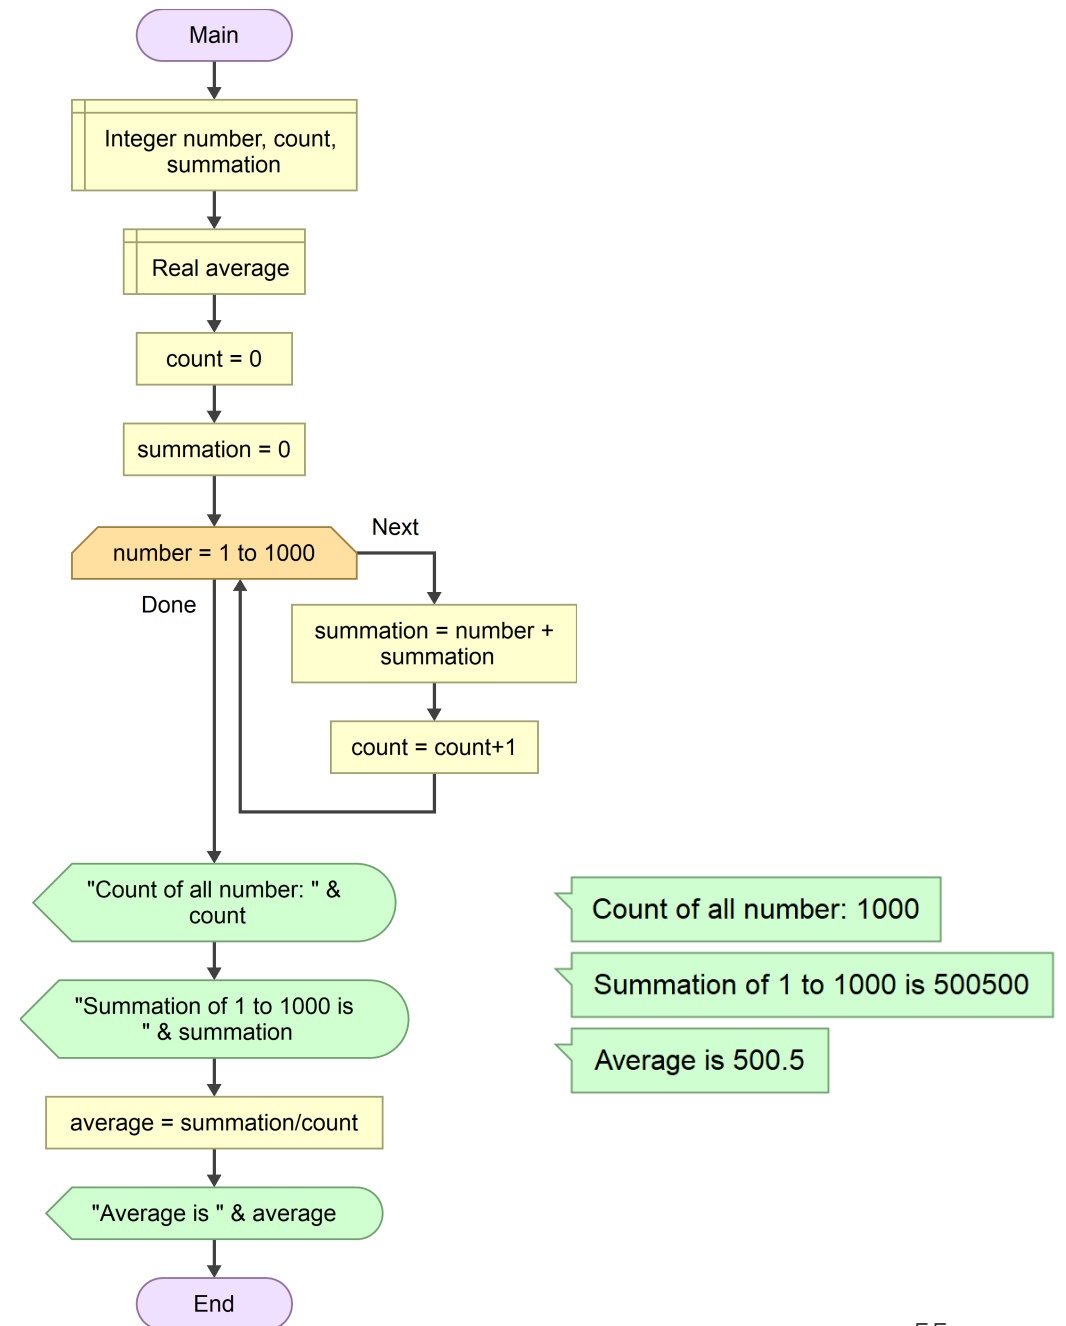 Main
Integer number, count,
summation
Real average
count = 0
summation = 0
number = 1 to 1000
Next
Done
summation = number +
summation
count = count+1
"Count of all number: " &
count
"Summation of 1 to 1000 is
" & summation
average = summation/count
"Average is " & average
End
Count of all number: 1000
Summation of 1 to 1000 is 500500
Average is 500.5